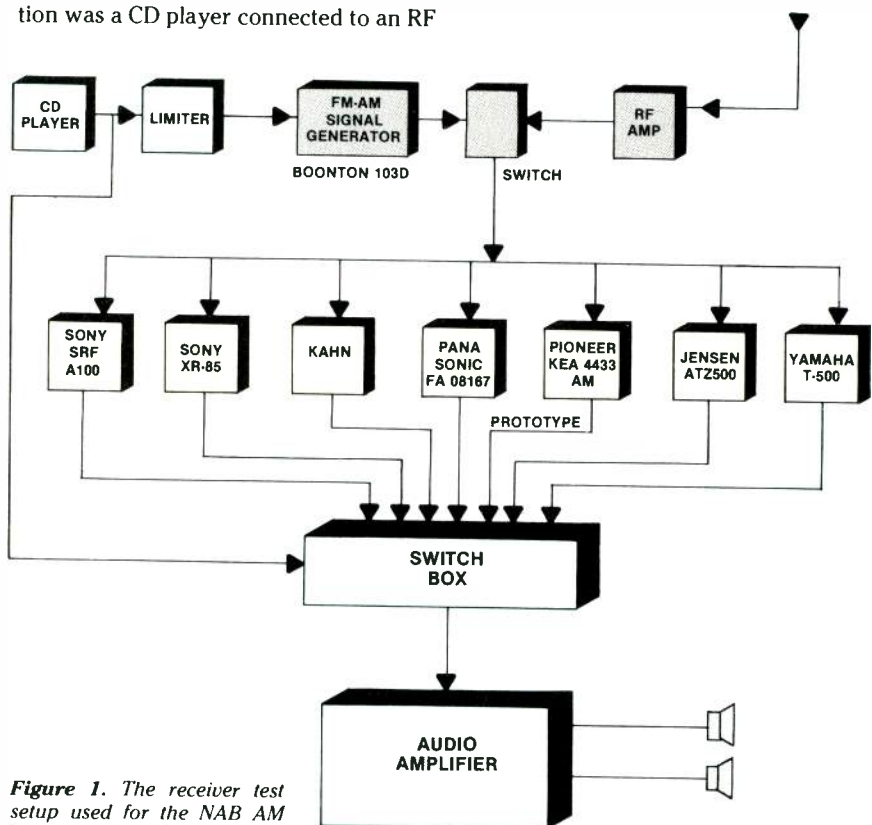 tion was a CD player connected to an RF
CD
PLAYER
LIMITER
FM-AM
SIGNAL
GENERATOR
BOONTON 103D
SWITCH
RF
AMP
SONY
SRF
A100
SONY
XR-85
KAHN
PANA
SONIC
FA 08167
PIONEER
KEA 4433
AM
PROTOTYPE
JENSEN
ATZ500
YAMAHA
T-500
SWITCH
BOX
AUDIO
AMPLIFIER
Figure 1. The receiver test
setup used for the NAB AM